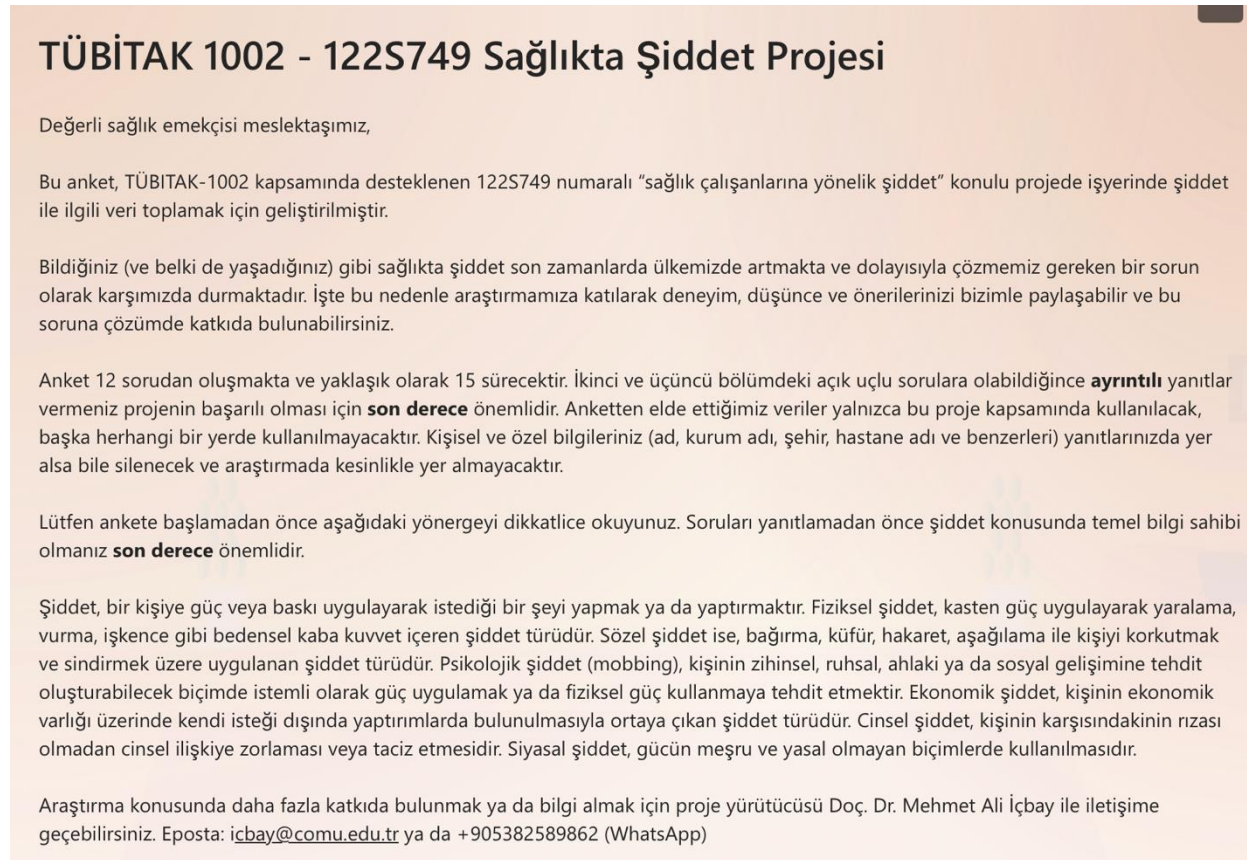 TÜBİTAK 1002 - 122S749 Sağlıkta Şiddet Projesi
Değerli sağlık emekçisi meslektaşımız,
Bu anket, TÜBITAK-1002 kapsamında desteklenen 122S749 numaralı “sağlık çalışanlarına yönelik şiddet” konulu projede işyerinde şiddet
ile ilgili veri toplamak için geliştirilmiştir.
Bildiğiniz (ve belki de yaşadığınız) gibi sağlıkta şiddet son zamanlarda ülkemizde artmakta ve dolayısıyla çözmemiz gereken bir sorun
olarak karşımızda durmaktadır. İşte bu nedenle araştırmamıza katılarak deneyim, düşünce ve önerilerinizi bizimle paylaşabilir ve bu
soruna çözümde katkıda bulunabilirsiniz.
Anket 12 sorudan oluşmakta ve yaklaşık olarak 15 sürecektir. İkinci ve üçüncü bölümdeki açık uçlu sorulara olabildiğince ayrıntılı yanıtlar
vermeniz projenin başarılı olması için son derece önemlidir. Anketten elde ettiğimiz veriler yalnızca bu proje kapsamında kullanılacak,
başka herhangi bir yerde kullanılmayacaktır. Kişisel ve özel bilgileriniz (ad, kurum adı, şehir, hastane adı ve benzerleri) yanıtlarınızda yer
alsa bile silenecek ve araştırmada kesinlikle yer almayacaktır.
Lütfen ankete başlamadan önce aşağıdaki yönergeyi dikkatlice okuyunuz. Soruları yanıtlamadan önce şiddet konusunda temel bilgi sahibi
olmanız son derece önemlidir.
Şiddet, bir kişiye güç veya baskı uygulayarak istediği bir şeyi yapmak ya da yaptırmaktır. Fiziksel şiddet, kasten güç uygulayarak yaralama,
vurma, işkence gibi bedensel kaba kuvvet içeren şiddet türüdür. Sözel şiddet ise, bağırma, küfür, hakaret, aşağılama ile kişiyi korkutmak
ve sindirmek üzere uygulanan şiddet türüdür. Psikolojik şiddet (mobbing), kişinin zihinsel, ruhsal, ahlaki ya da sosyal gelişimine tehdit
oluşturabilecek biçimde istemli olarak güç uygulamak ya da fiziksel güç kullanmaya tehdit etmektir. Ekonomik şiddet, kişinin ekonomik
varlığı üzerinde kendi isteği dışında yaptırımlarda bulunulmasıyla ortaya çıkan şiddet türüdür. Cinsel şiddet, kişinin karşısındakinin rızası
olmadan cinsel ilişkiye zorlaması veya taciz etmesidir. Siyasal şiddet, gücün meşru ve yasal olmayan biçimlerde kullanılmasıdır.
Araştırma konusunda daha fazla katkıda bulunmak ya da bilgi almak için proje yürütücüsü Doç. Dr. Mehmet Ali İçbay ile iletişime
geçebilirsiniz. Eposta: icbay@comu.edu.tr ya da +905382589862 (WhatsApp)